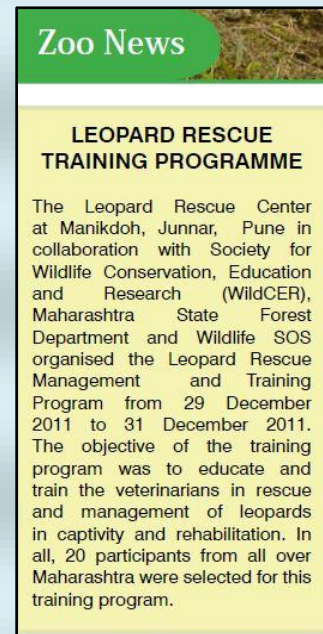 Zoo News
LEOPARD RESCUE
TRAINING PROGRAMME
The Leopard Rescue Center
at Manikdoh, Junnar, Pune in
collaboration with Society for
Wildlife Conservation, Education
and Research (WildCER),
Maharashtra State Forest
Department and Wildlife SOS
organised the Leopard Rescue
Management and Training
Program from 29 December
2011 to 31 December 2011.
The objective of the training
program was to educate and
train the veterinarians in rescue
and management of leopards
in captivity and rehabilitation. In
all, 20 participants from all over
Maharashtra were selected for this
training program.